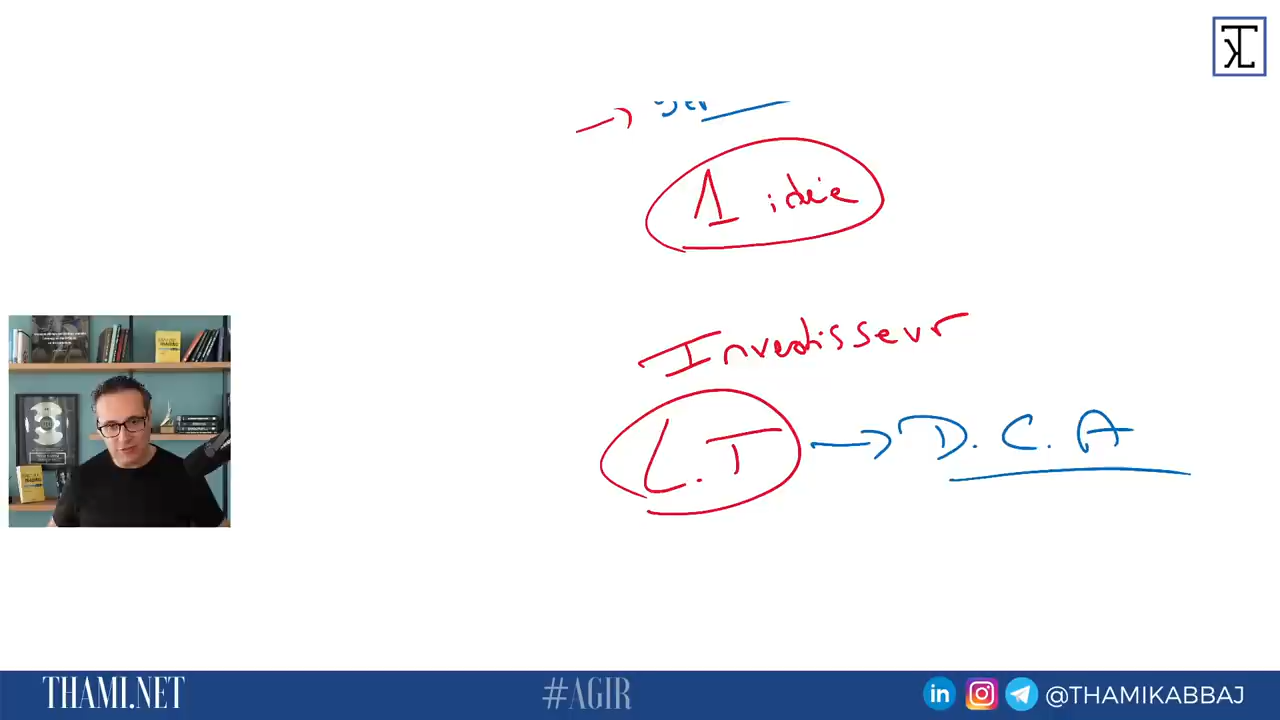 1 idée
Investisseur
L.T → D.C.A
THAMI.NET
#AGIR
@THAMIKABBAJ